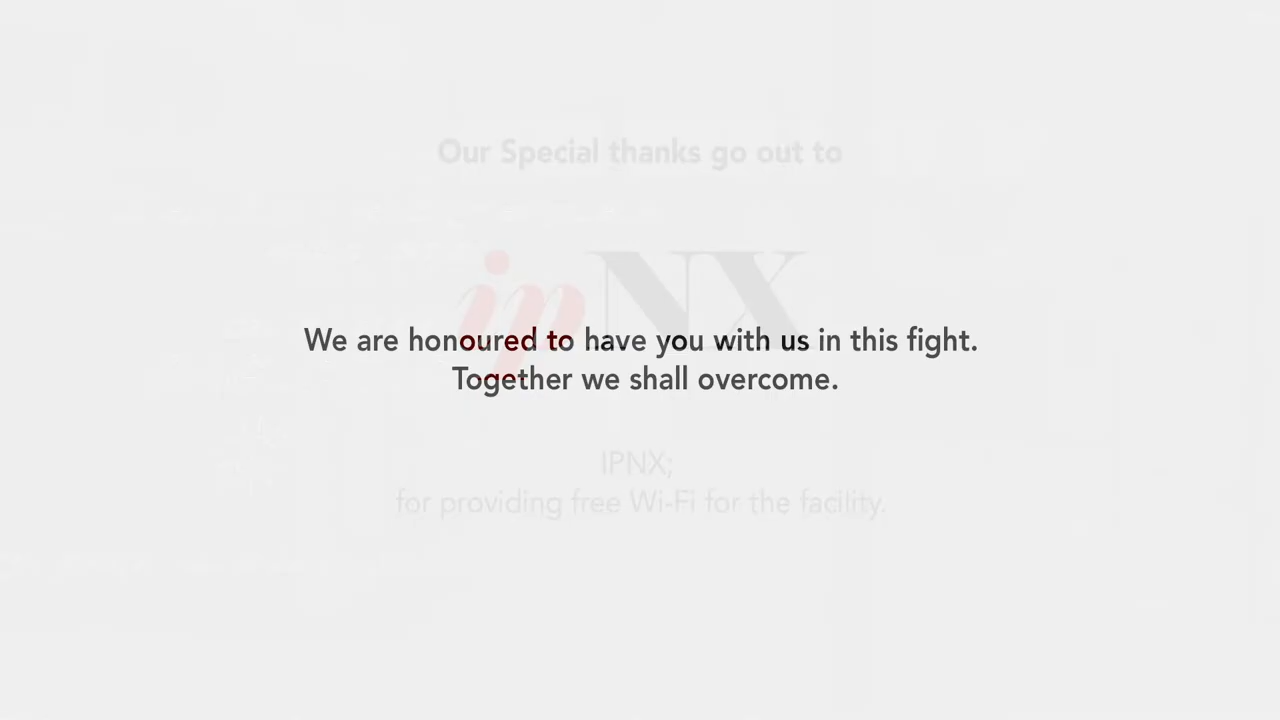 Our Special thanks go out to
ipNX
We are honoured to have you with us in this fight.
Together we shall overcome.
IPNX;
for providing free Wi-Fi for the facility.